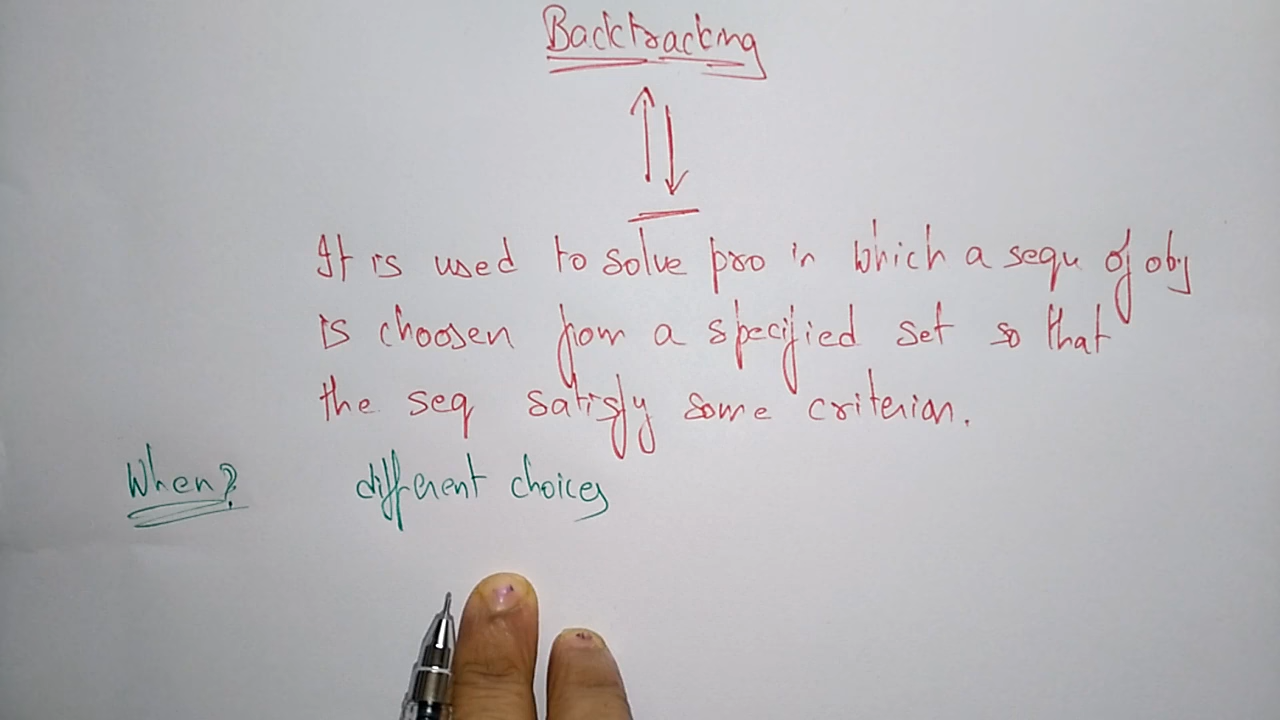 Backtracking
It is used to solve pro in which a sequ of obj
is choosen from a specified set so that
the seq satisfy some criterian.
When? different choices